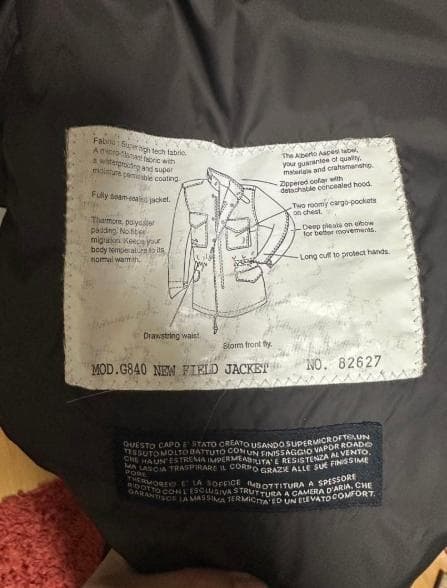 Fabric: Super high tech fabric.
A micro-filament fabric with
a waterproofing and super
moisture permeable coating.
Fully seam-sealed jacket.
Thermore, polyester
padding. No fiber
migration. Keeps your
body temperature to its
normal warmth.
The Alberto Aspesi label,
your guarantee of quality,
materials and craftsmanship.
Zippered collar with
detachable concealed hood.
Two roomy cargo-pockets
on chest.
Deep pleats on elbow
for better movements.
Long cuff to protect hands.
Drawstring waist.
Storm front fly.
MOD.G840 NEW FIELD JACKET NO. 82627
QUESTO CAPO E' STATO CREATO USANDO SUPERMICROFT®, UN
TESSUTO MOLTO BATTUTO CON UN FINISSAGGIO VAPOR ROAD®
CHE HA UN'ESTREMA IMPERMEABILITA' E RESISTENZA AL VENTO,
MA LASCIA TRASPIRARE IL CORPO GRAZIE ALLE SUE FINISSIME
PORE.
THERMORE® E' LA SOFFICE IMBOTTITURA A SPESSORE
RIDOTTO CON L'ESCLUSIVA STRUTTURA A CAMERA D'ARIA, CHE
GARANTISCE LA MASSIMA TERMICITA' ED UN ELEVATO COMFORT.